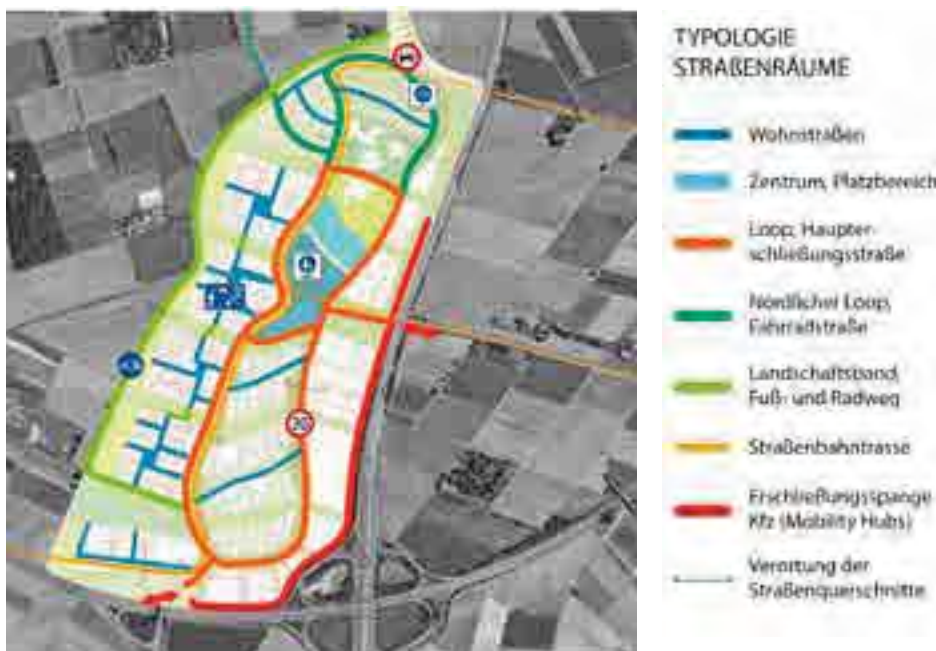 TYPOLOGIE
STRAßENRÄUME
Wohnstraßen
Zentrum, Platzbereich
Loop, Haupter-
schließungsstraße
Nördlicher Loop,
Fahrradstraße
Landschaftsband,
Fuß- und Radweg
Straßenbahntrasse
Erschließungsspange
Kfz (Mobility Hubs)
Verortung der
Straßenquerschnitte